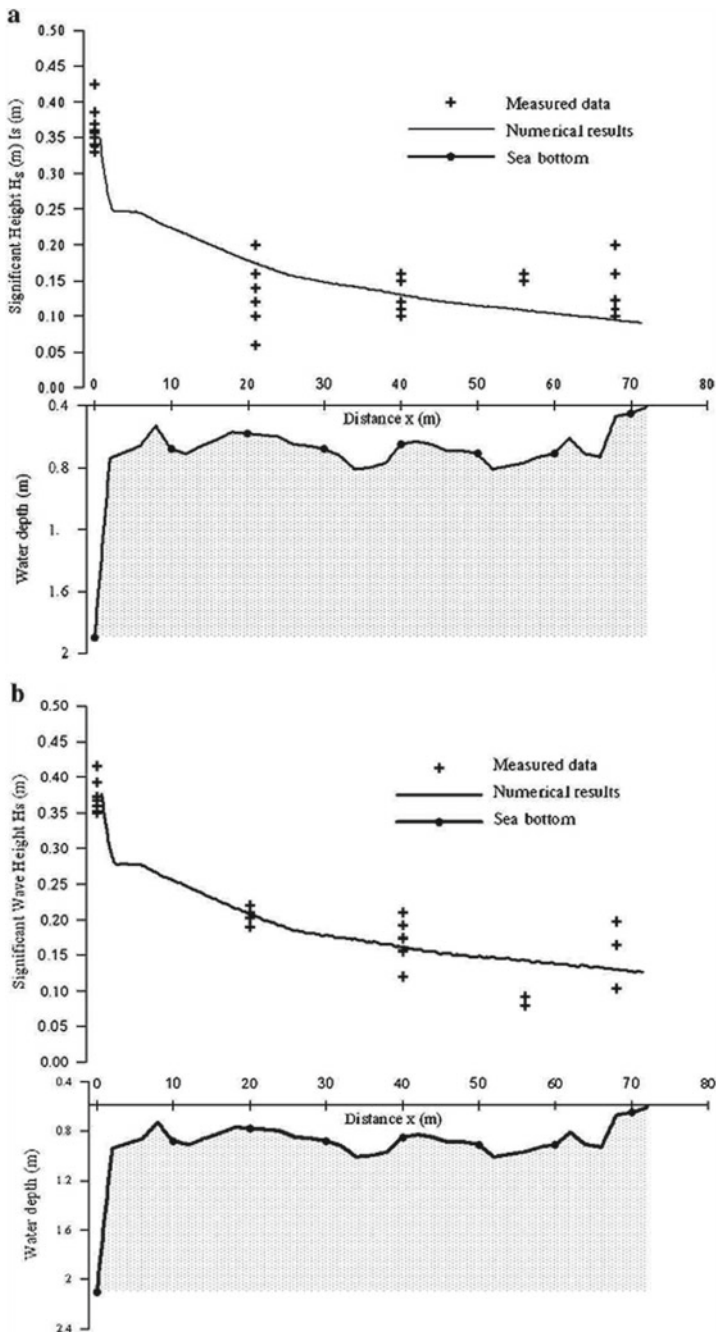 a
0.50
0.45
0.40
0.35
0.30
0.25
0.20
0.15
0.10
0.05
0.00
Significant Height Hs (m) Is (m)
Measured data
Numerical results
Sea bottom
0 10 20 30 40 50 60 70 80
Distance x (m)
0.4
0.8
1.
1.6
2
Water depth (m)
b
0.50
0.45
0.40
0.35
0.30
0.25
0.20
0.15
0.10
0.05
0.00
Significant Wave Height Hs (m)
Measured data
Numerical results
Sea bottom
0 10 20 30 40 50 60 70 80
Distance x (m)
0.4
0.8
1.2
1.6
2
2.4
Water depth (m)